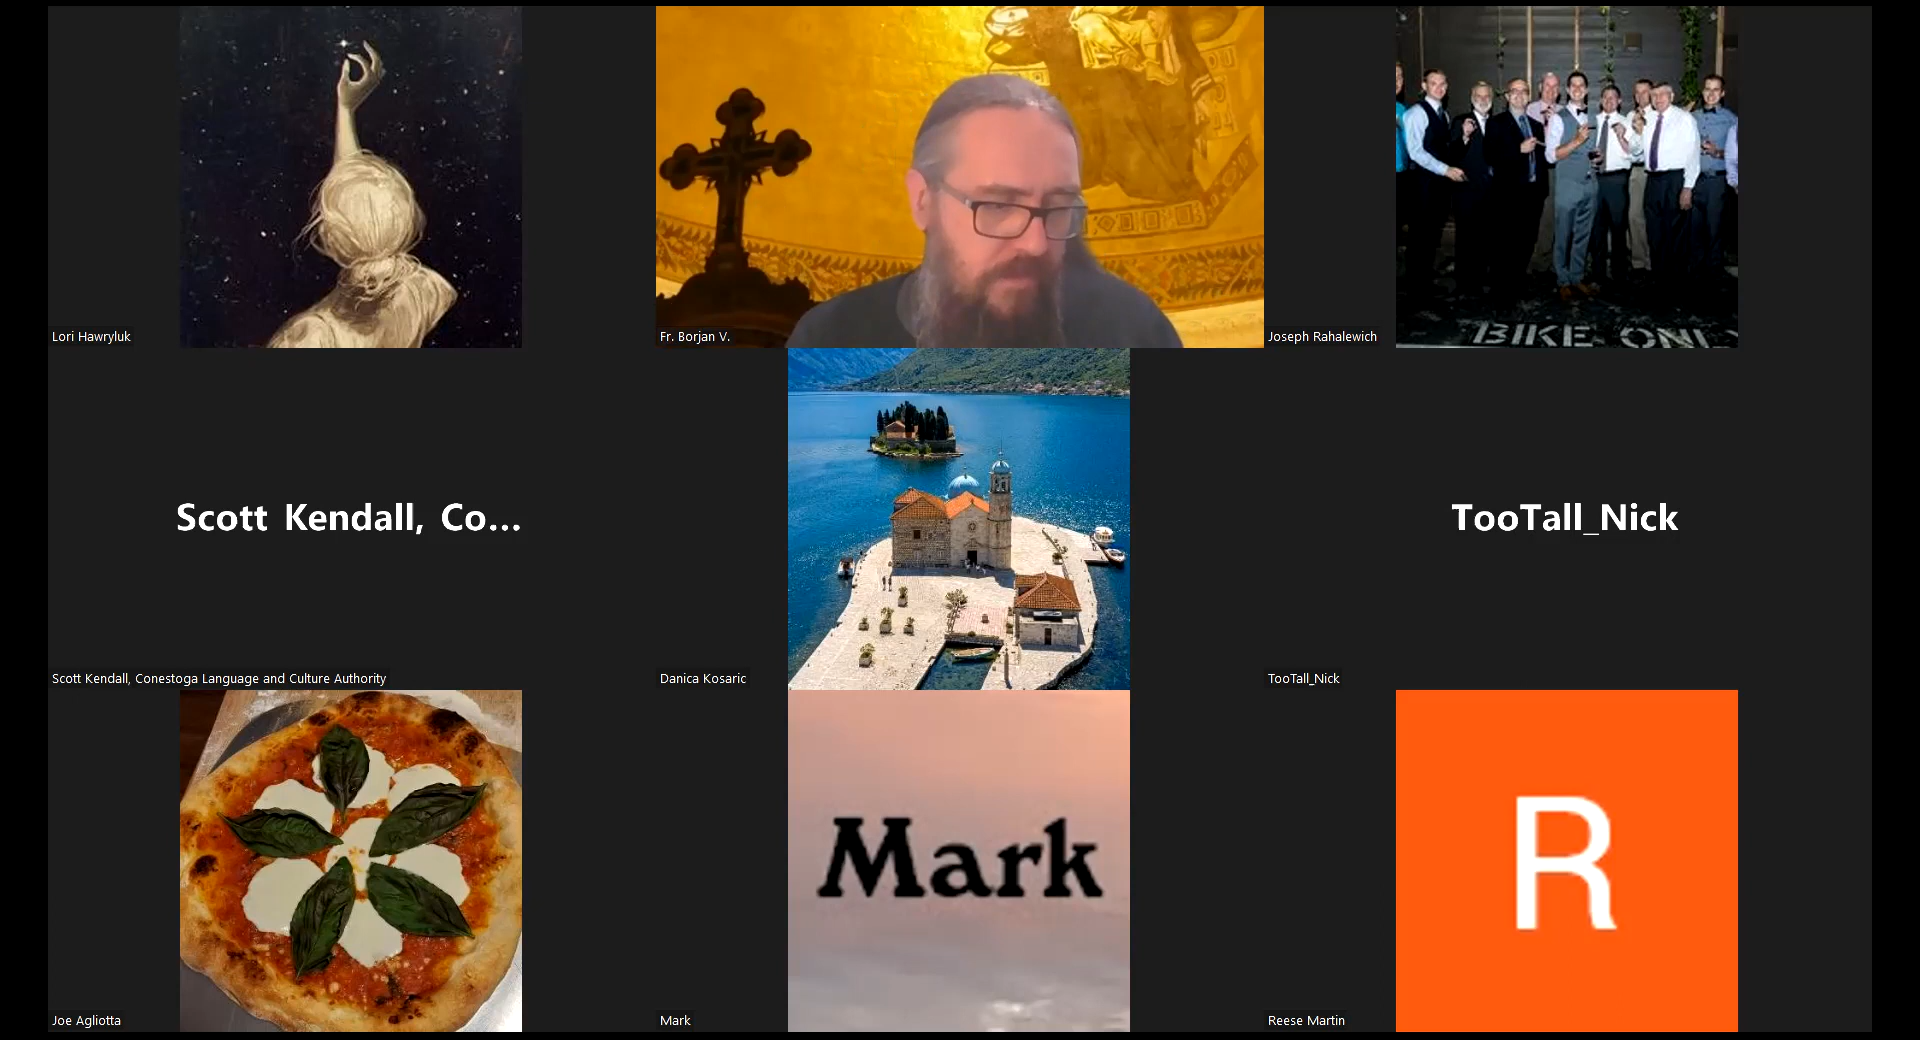 Lori Hawryluk
Fr. Borjan V.
BIKE ONL
Joseph Rahalewich
Scott Kendall, Co...
Scott Kendall, Conestoga Language and Culture Authority
Danica Kosaric
TooTall_Nick
TooTall_Nick
Joe Agliotta
Mark
Mark
R
Reese Martin